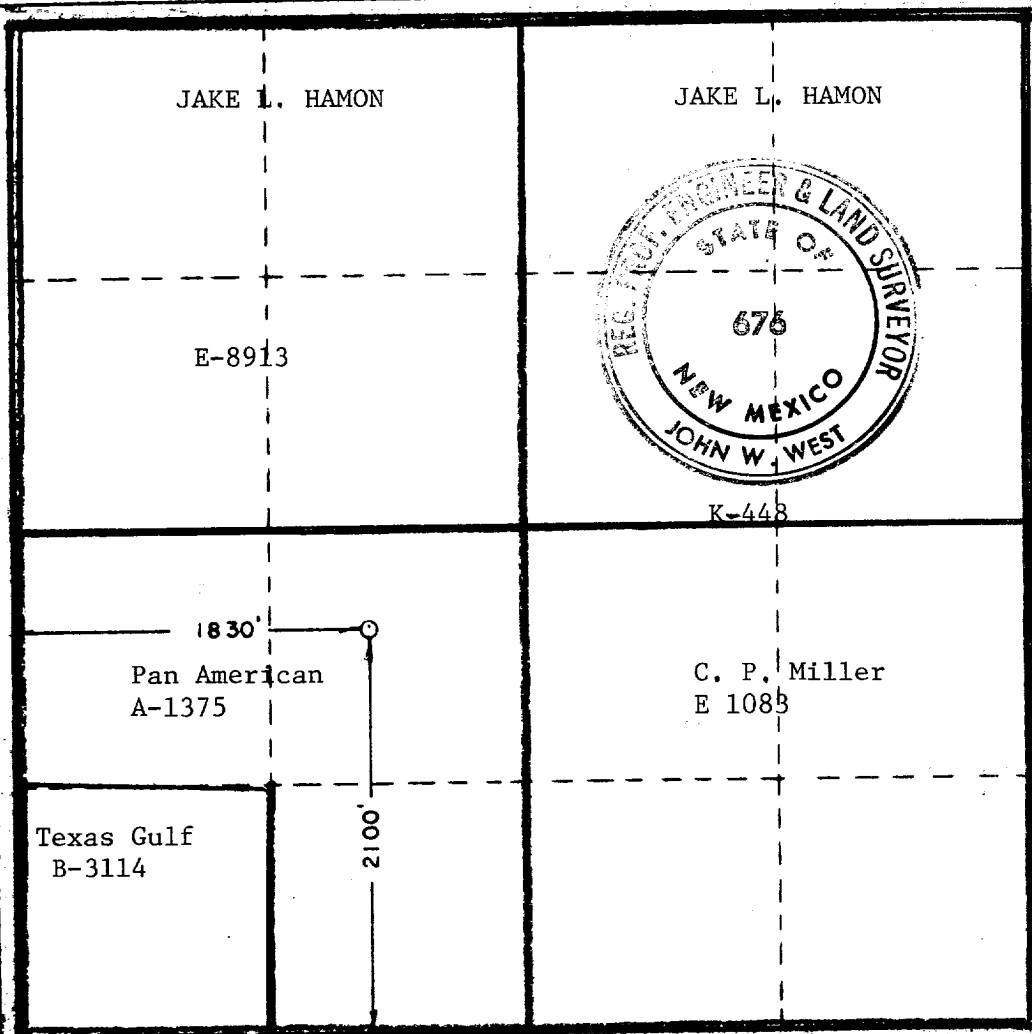 JAKE L. HAMON
JAKE L. HAMON
REG. PROF. ENGINEER & LAND SURVEYOR
STATE OF
676
NEW MEXICO
JOHN W. WEST
E-8913
K-448
1830'
Pan American
A-1375
C. P. Miller
E 1083
2100'
Texas Gulf
B-3114